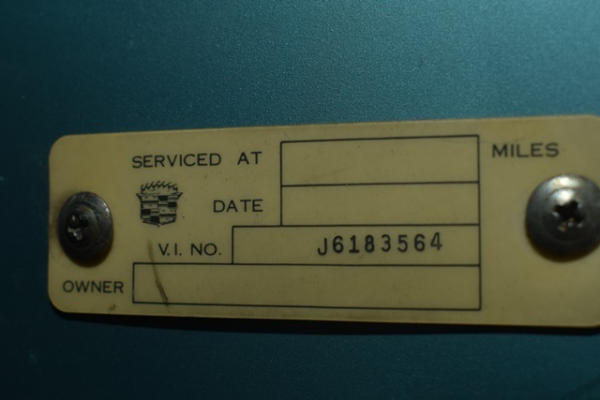 SERVICED AT MILES
DATE
V.I. NO. J6183564
OWNER